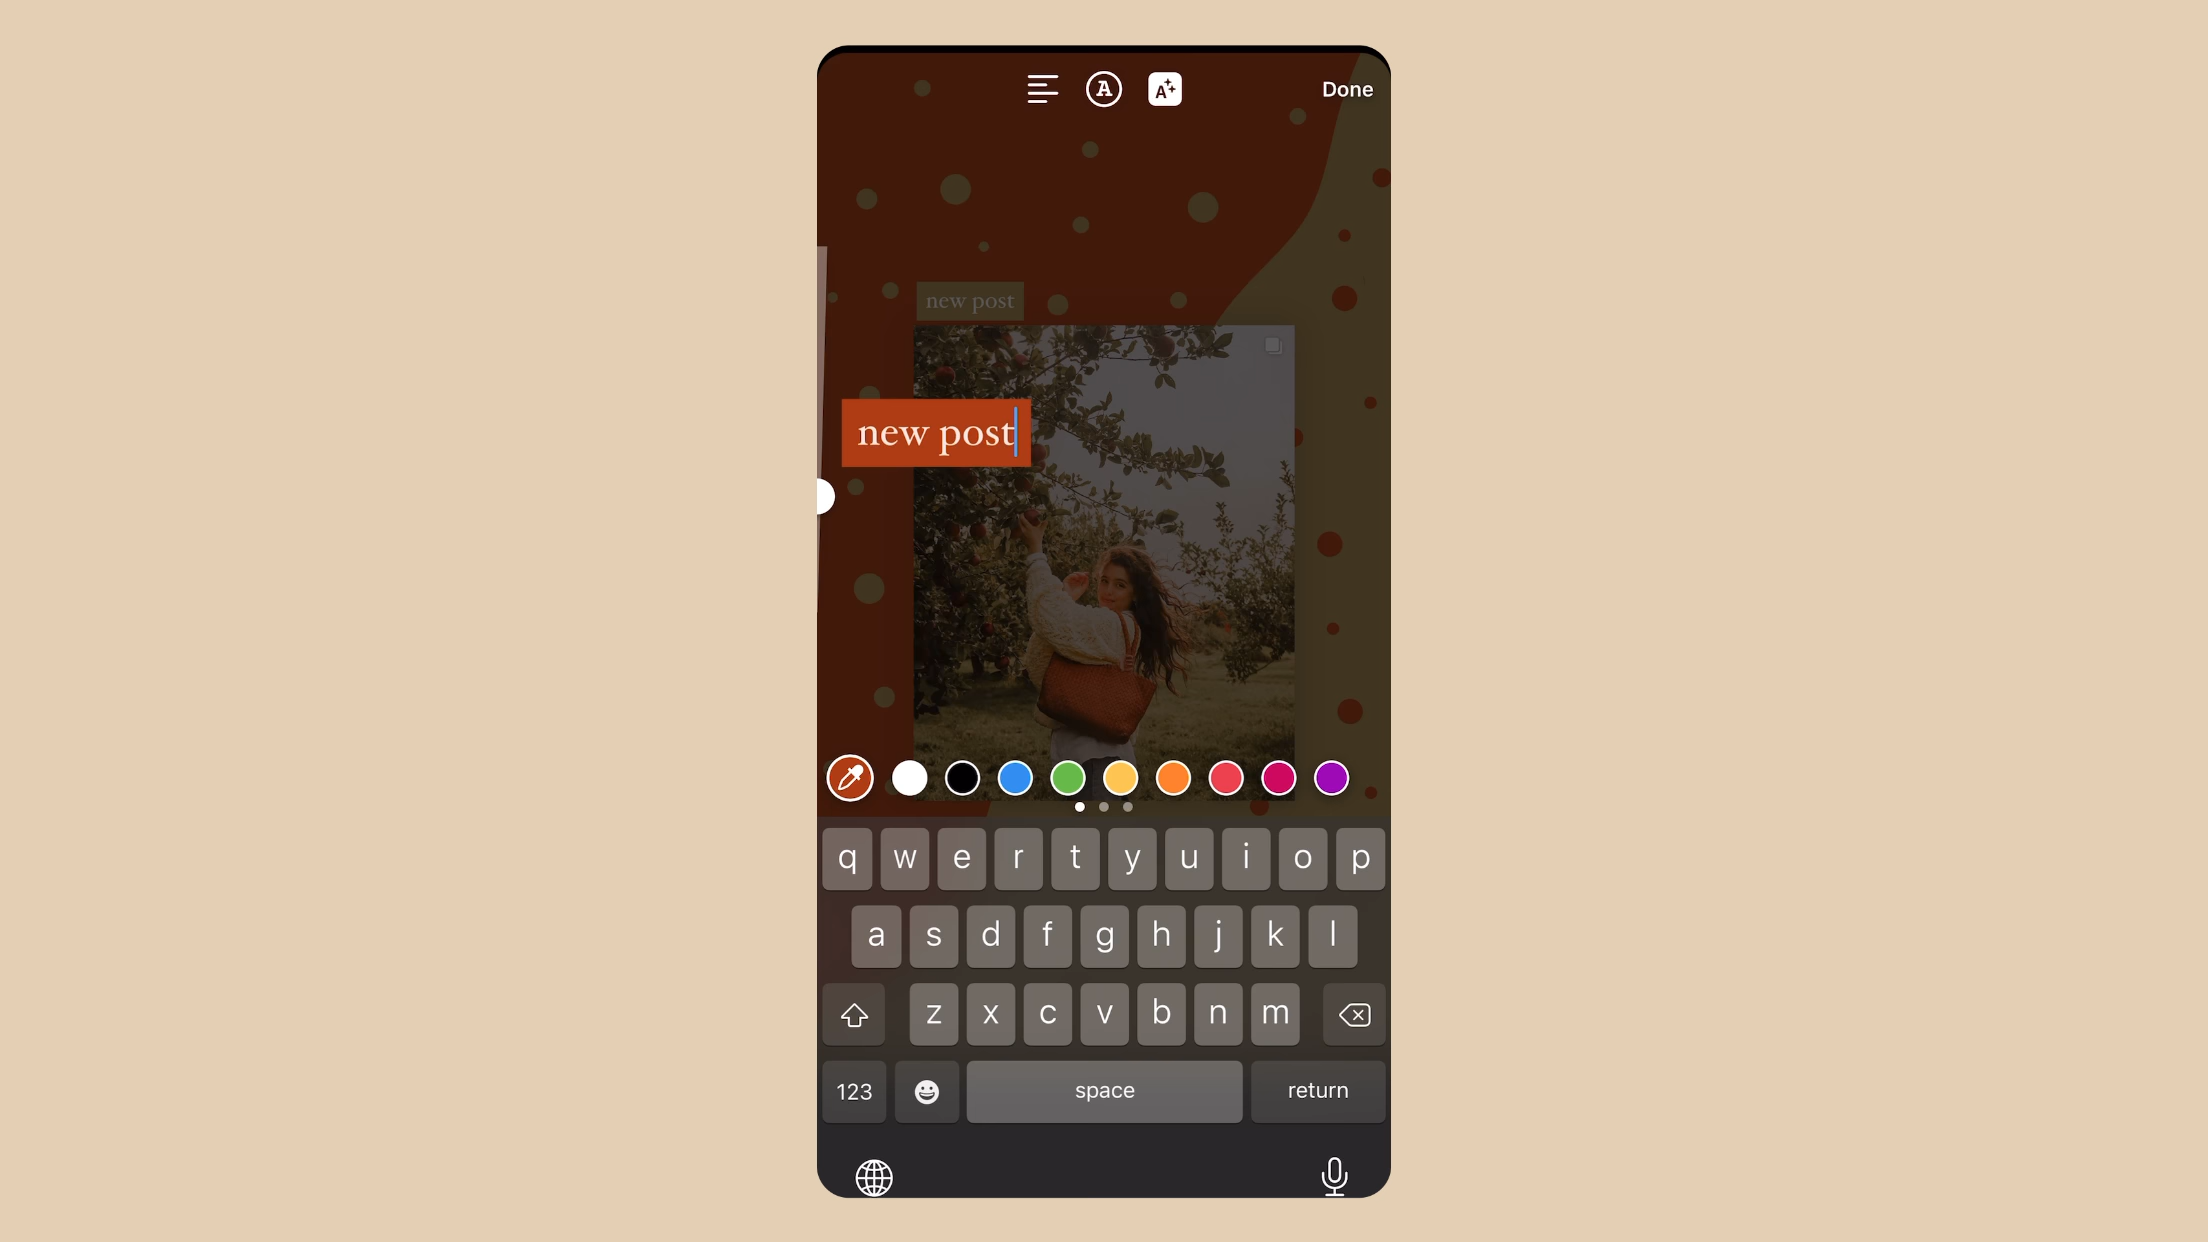 A
A
Done
new post
new post
q w e r t y u i o p
a s d f g h j k l
z x c v b n m
123 space return